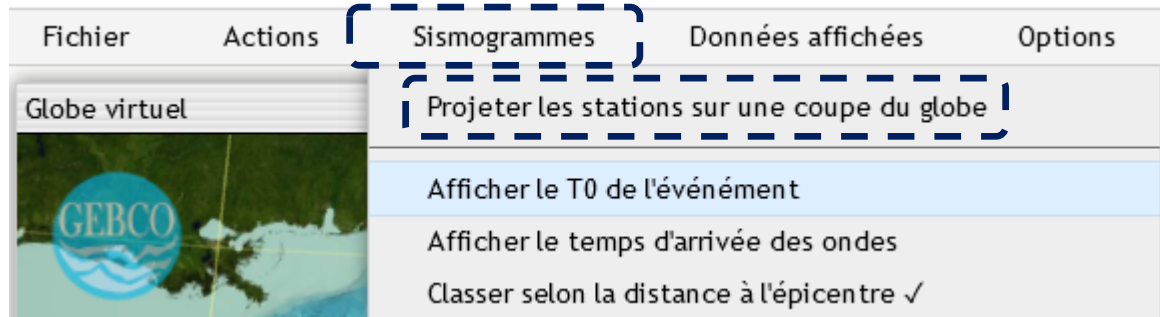 Fichier Actions Sismogrammes Données affichées Options
Globe virtuel
Projeter les stations sur une coupe du globe
GEBCO
Afficher le T0 de l'événément
Afficher le temps d'arrivée des ondes
Classer selon la distance à l'épicentre ✓